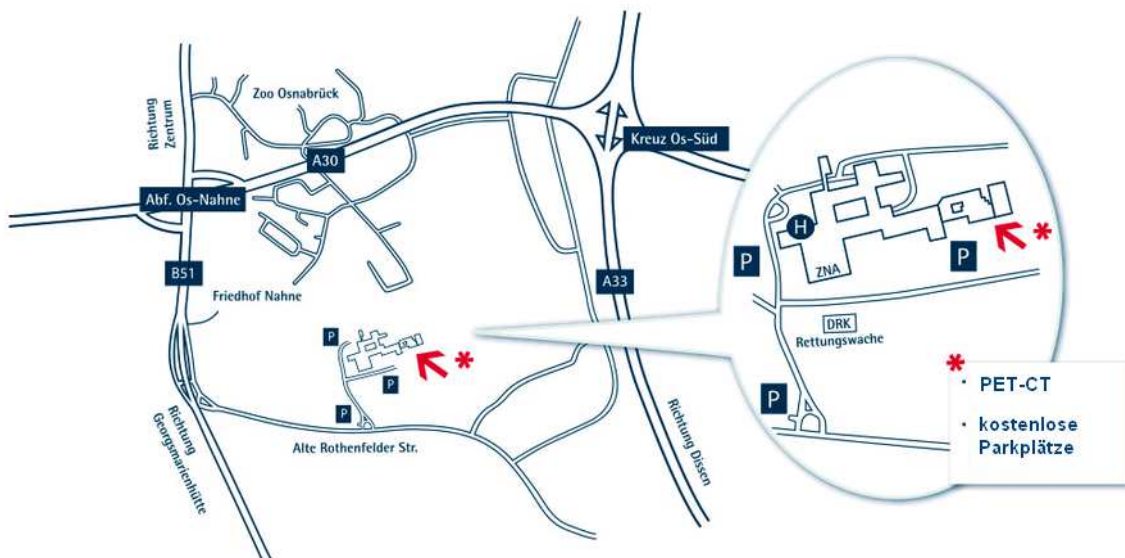 Richtung
Zentrum
Zoo Osnabrück
A30
Kreuz Os-Süd
Abf. Os-Nahne
B51
Friedhof Nahne
A33
P
P
P
*
Alte Rothenfelder Str.
Richtung
Georgsmarienhütte
Richtung Dissen
H
P
ZNA
P
*
DRK
Rettungswache
P
*
· PET-CT
· kostenlose
Parkplätze